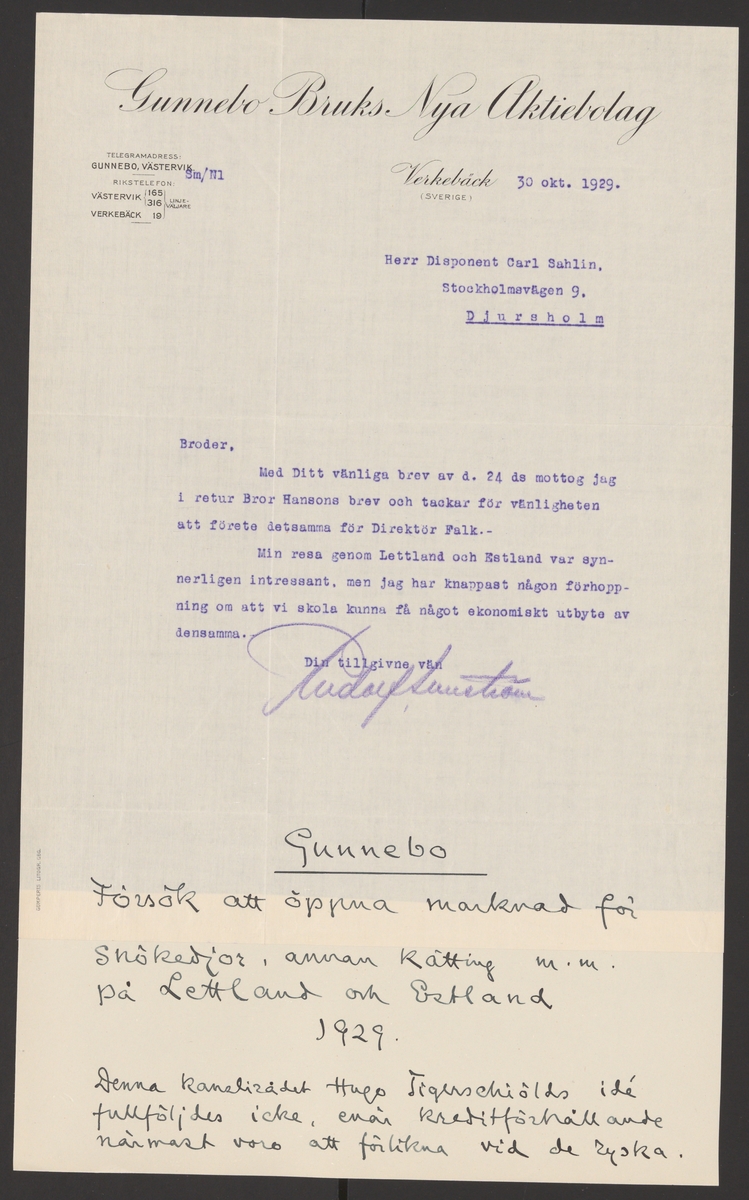 Gunnebo Bruks Nya Aktiebolag
TELEGRAMADRESS:
GUNNEBO, VÄSTERVIK
Sm/Nl
RIKSTELEFON:
VÄSTERVIK 165
316 LINJE-
VÄLJARE
VERKEBÄCK 19
Verkebäck 30 okt. 1929.
(SVERIGE)
Herr Disponent Carl Sahlin,
Stockholmsvägen 9,
Djursholm
Broder,
Med Ditt vänliga brev av d. 24 ds mottog jag
i retur Bror Hansons brev och tackar för vänligheten
att förete detsamma för Direktör Falk.-
Min resa genom Lettland och Estland var syn-
nerligen intressant, men jag har knappast någon förhopp-
ning om att vi skola kunna få något ekonomiskt utbyte av
densamma.
Din tillgivne vän
Gunnebo
Försök att öppna marknad för
snökedjor, annan kätting m.m.
på Lettland och Estland
1929.
Denna kanslirådet Hugo Tigerschiölds idé
fullföljdes icke, enär kreditförhållande
närmast voro att förlikna vid de ryska.